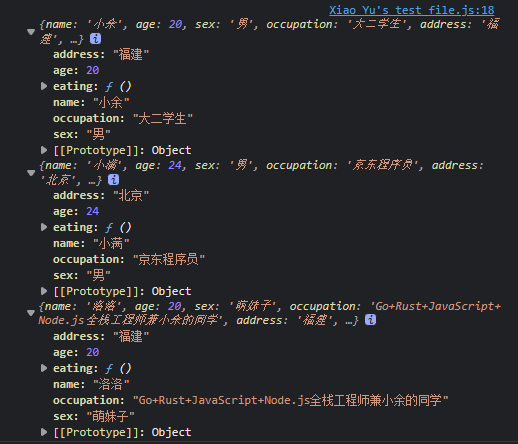 Xiao Yu's test file.js:18
{name: '小余', age: 20, sex: '男', occupation: '大二学生', address: '福
建', …}
address: "福建"
age: 20
eating: ƒ ()
name: "小余"
occupation: "大二学生"
sex: "男"
[[Prototype]]: Object
{name: '小满', age: 24, sex: '男', occupation: '京东程序员', address:
'北京', …}
address: "北京"
age: 24
eating: ƒ ()
name: "小满"
occupation: "京东程序员"
sex: "男"
[[Prototype]]: Object
{name: '洛洛', age: 20, sex: '萌妹子', occupation: 'Go+Rust+JavaScript+
Node.js全栈工程师兼小余的同学', address: '福建', …}
address: "福建"
age: 20
eating: ƒ ()
name: "洛洛"
occupation: "Go+Rust+JavaScript+Node.js全栈工程师兼小余的同学"
sex: "萌妹子"
[[Prototype]]: Object